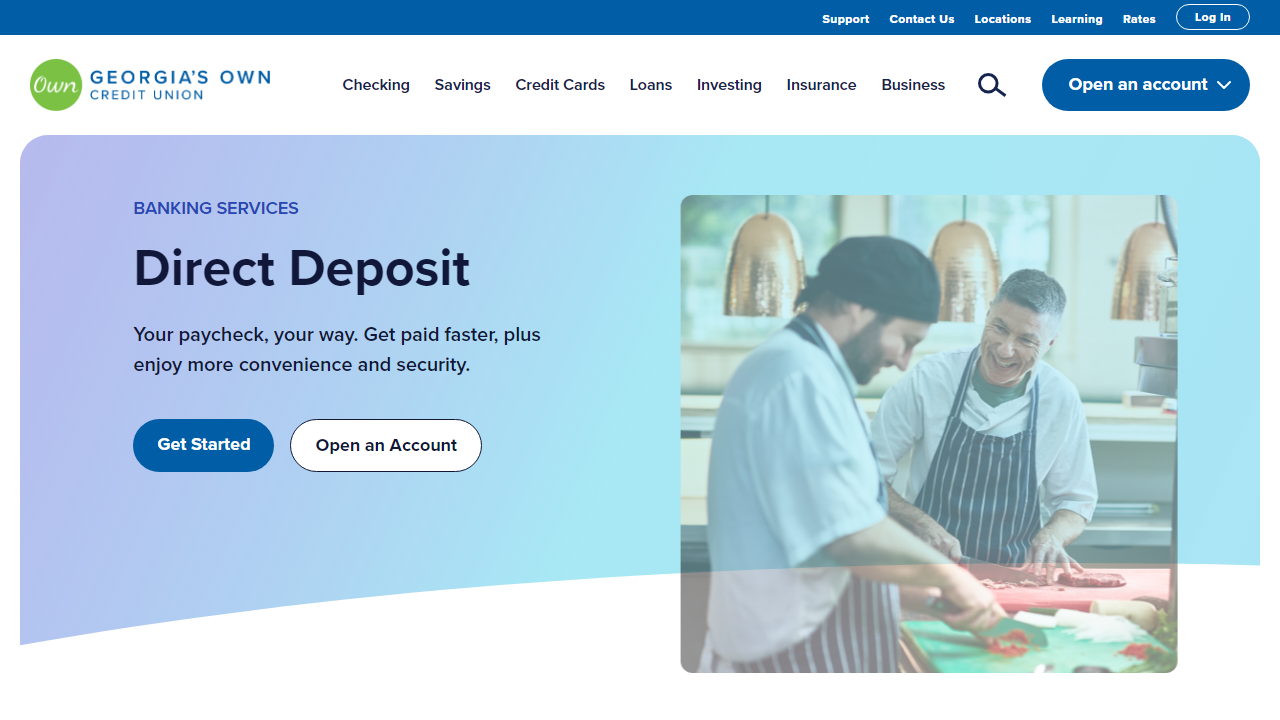 Support Contact Us Locations Learning Rates Log In
Own GEORGIA'S OWN
CREDIT UNION
Checking Savings Credit Cards Loans Investing Insurance Business Open an account
BANKING SERVICES
Direct Deposit
Your paycheck, your way. Get paid faster, plus
enjoy more convenience and security.
Get Started Open an Account